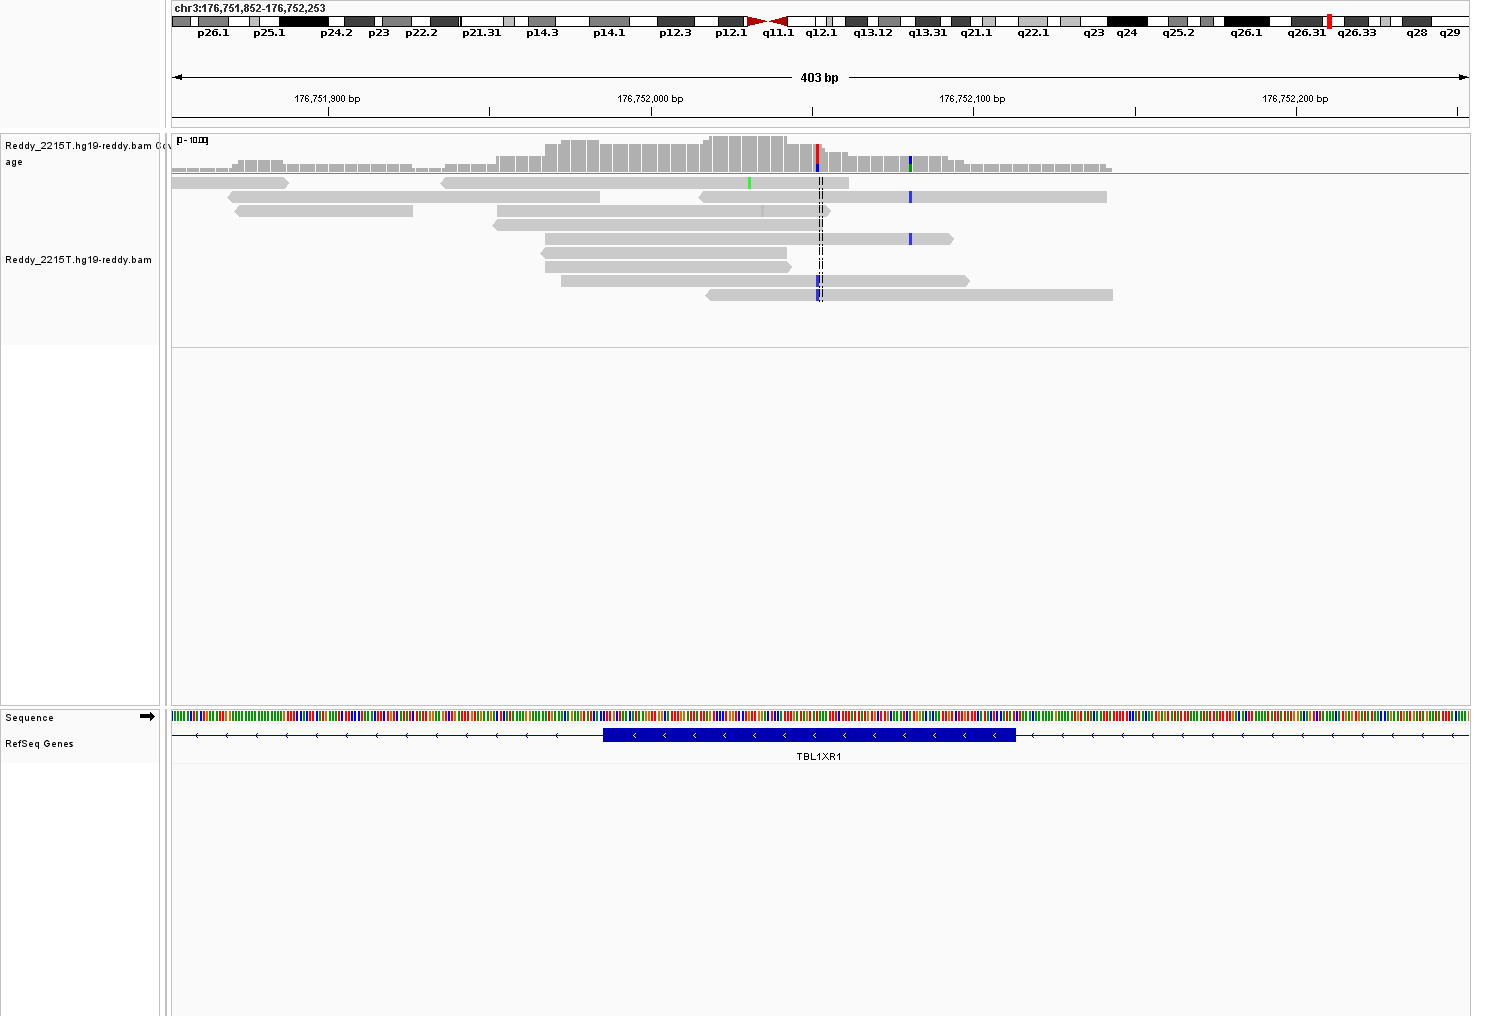 chr3:176,751,852-176,752,253
p26.1 p25.1 p24.2 p23 p22.2 p21.31 p14.3 p14.1 p12.3 p12.1 q11.1 q12.1 q13.12 q13.31 q21.1 q22.1 q23 q24 q25.2 q26.1 q26.31 q26.33 q28 q29
403 bp
176,751,900 bp 176,752,000 bp 176,752,100 bp 176,752,200 bp
Reddy_2215T.hg19-reddy.bam Cov
age
[0 - 10.00]
Reddy_2215T.hg19-reddy.bam
Sequence
RefSeq Genes
TBL1XR1